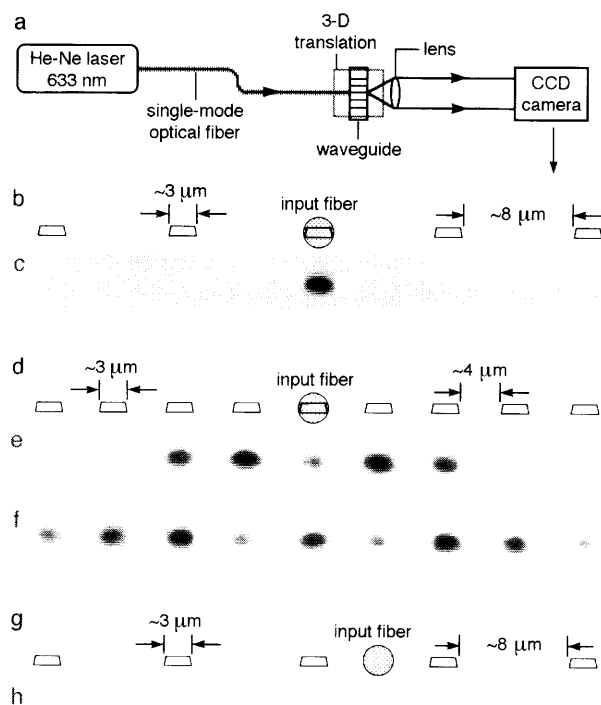 a
He-Ne laser
633 nm
single-mode
optical fiber
3-D
translation
lens
waveguide
CCD
camera
b
~3 μm
input fiber
~8 μm
c
d
~3 μm
input fiber
~4 μm
e
f
g
~3 μm
input fiber
~8 μm
h